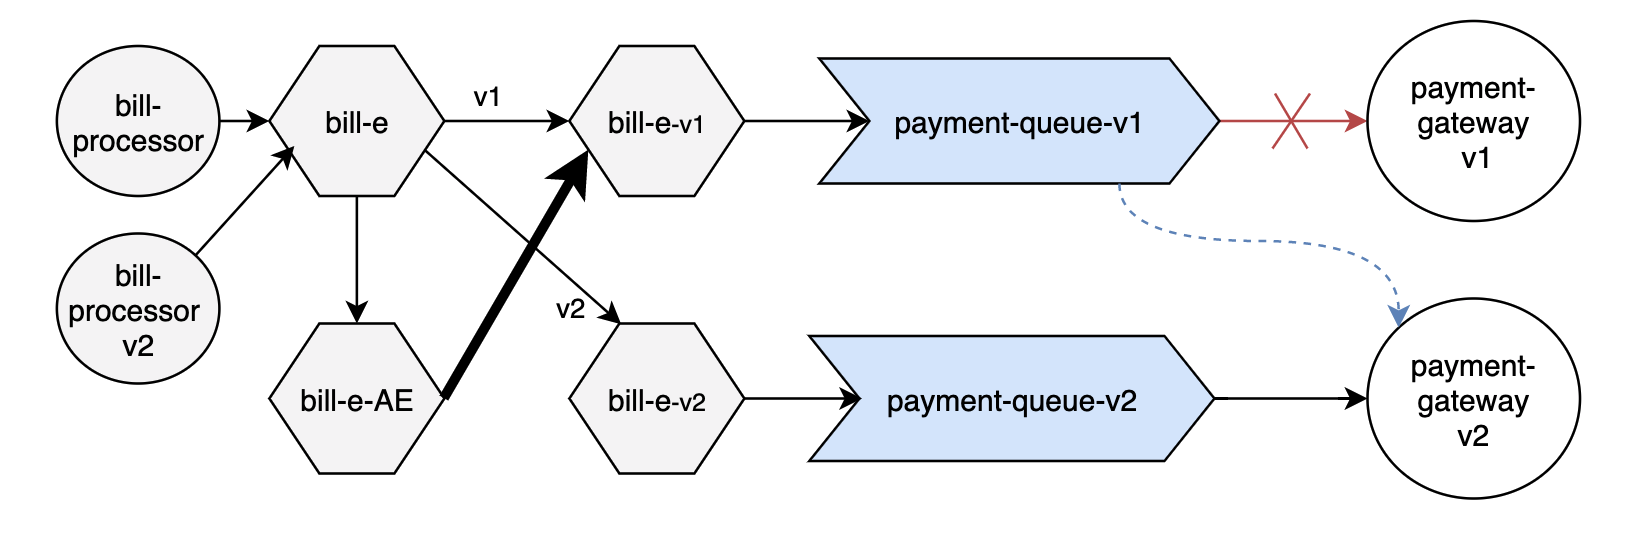 bill-
processor
bill-e
v1
bill-e-v1
payment-queue-v1
payment-
gateway
v1
bill-
processor
v2
bill-e-AE
v2
bill-e-v2
payment-queue-v2
payment-
gateway
v2